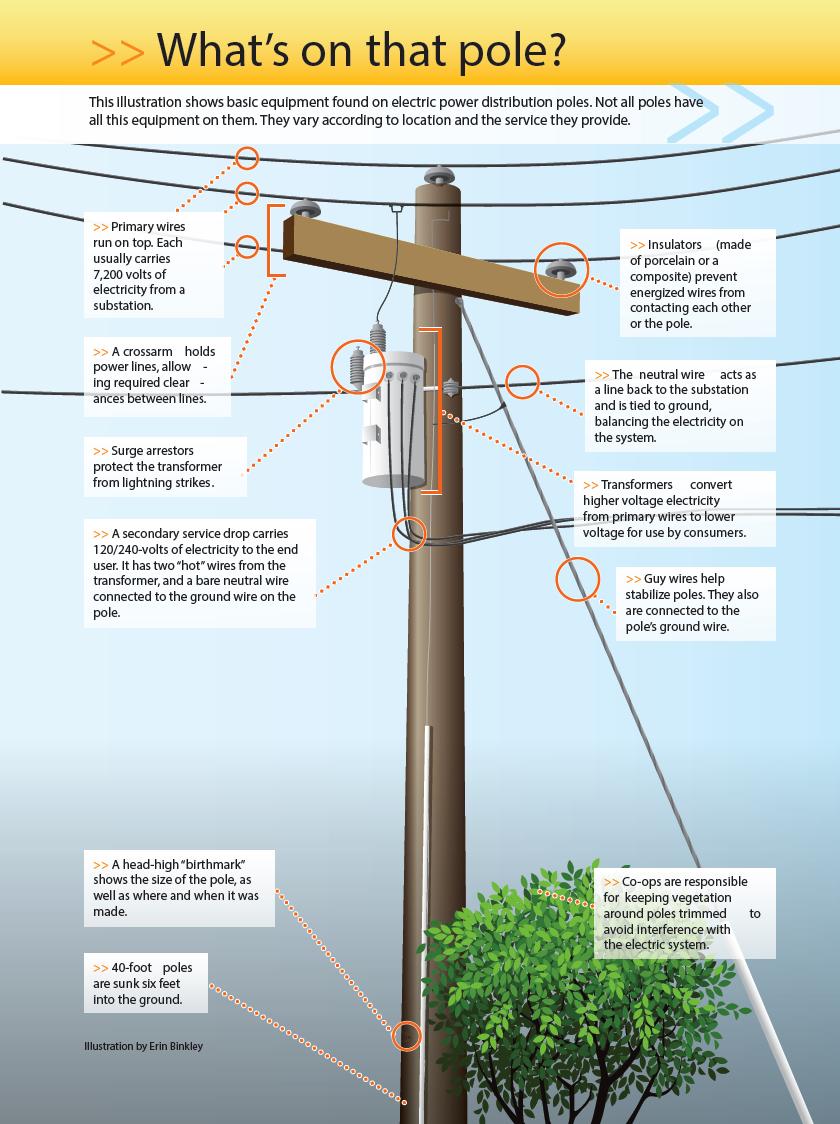 >> What's on that pole?
This illustration shows basic equipment found on electric power distribution poles. Not all poles have
all this equipment on them. They vary according to location and the service they provide.
>> Primary wires
run on top. Each
usually carries
7,200 volts of
electricity from a
substation.
>> Insulators (made
of porcelain or a
composite) prevent
energized wires from
contacting each other
or the pole.
>> A crossarm holds
power lines, allow -
ing required clear -
ances between lines.
>> The neutral wire acts as
a line back to the substation
and is tied to ground,
balancing the electricity on
the system.
>> Surge arrestors
protect the transformer
from lightning strikes.
>> Transformers convert
higher voltage electricity
from primary wires to lower
voltage for use by consumers.
>> A secondary service drop carries
120/240-volts of electricity to the end
user. It has two "hot" wires from the
transformer, and a bare neutral wire
connected to the ground wire on the
pole.
>> Guy wires help
stabilize poles. They also
are connected to the
pole's ground wire.
>> A head-high "birthmark"
shows the size of the pole, as
well as where and when it was
made.
>> Co-ops are responsible
for keeping vegetation
around poles trimmed to
avoid interference with
the electric system.
>> 40-foot poles
are sunk six feet
into the ground.
Illustration by Erin Binkley